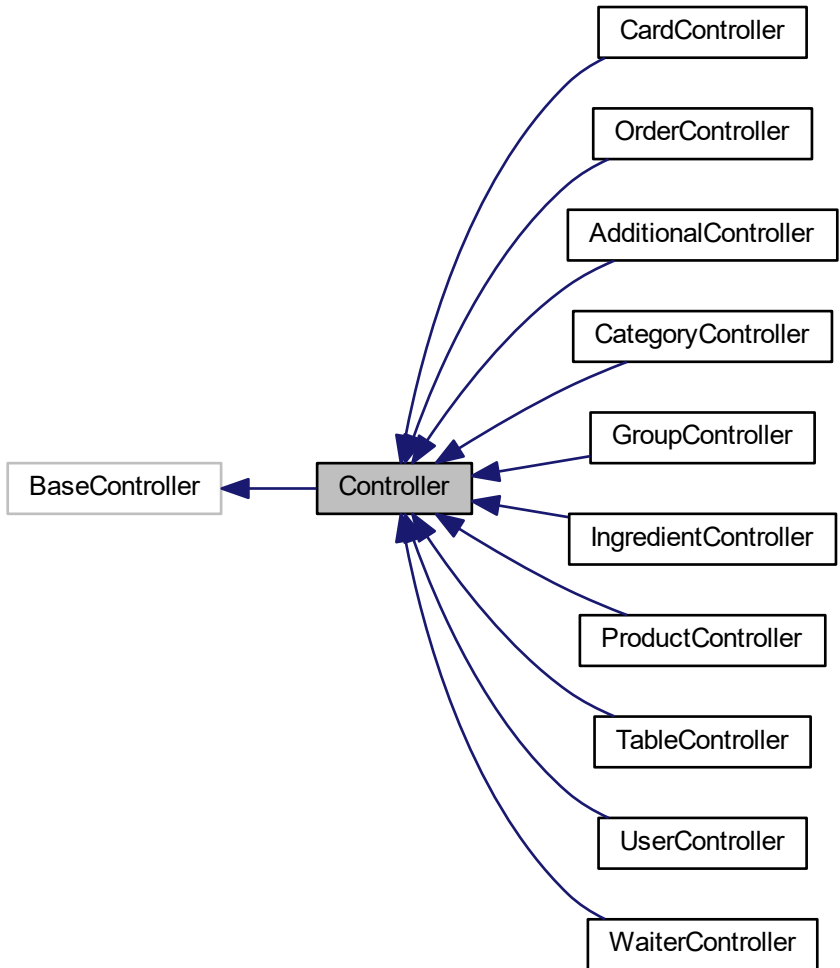 CardController
OrderController
AdditionalController
CategoryController
GroupController
BaseController
Controller
IngredientController
ProductController
TableController
UserController
WaiterController